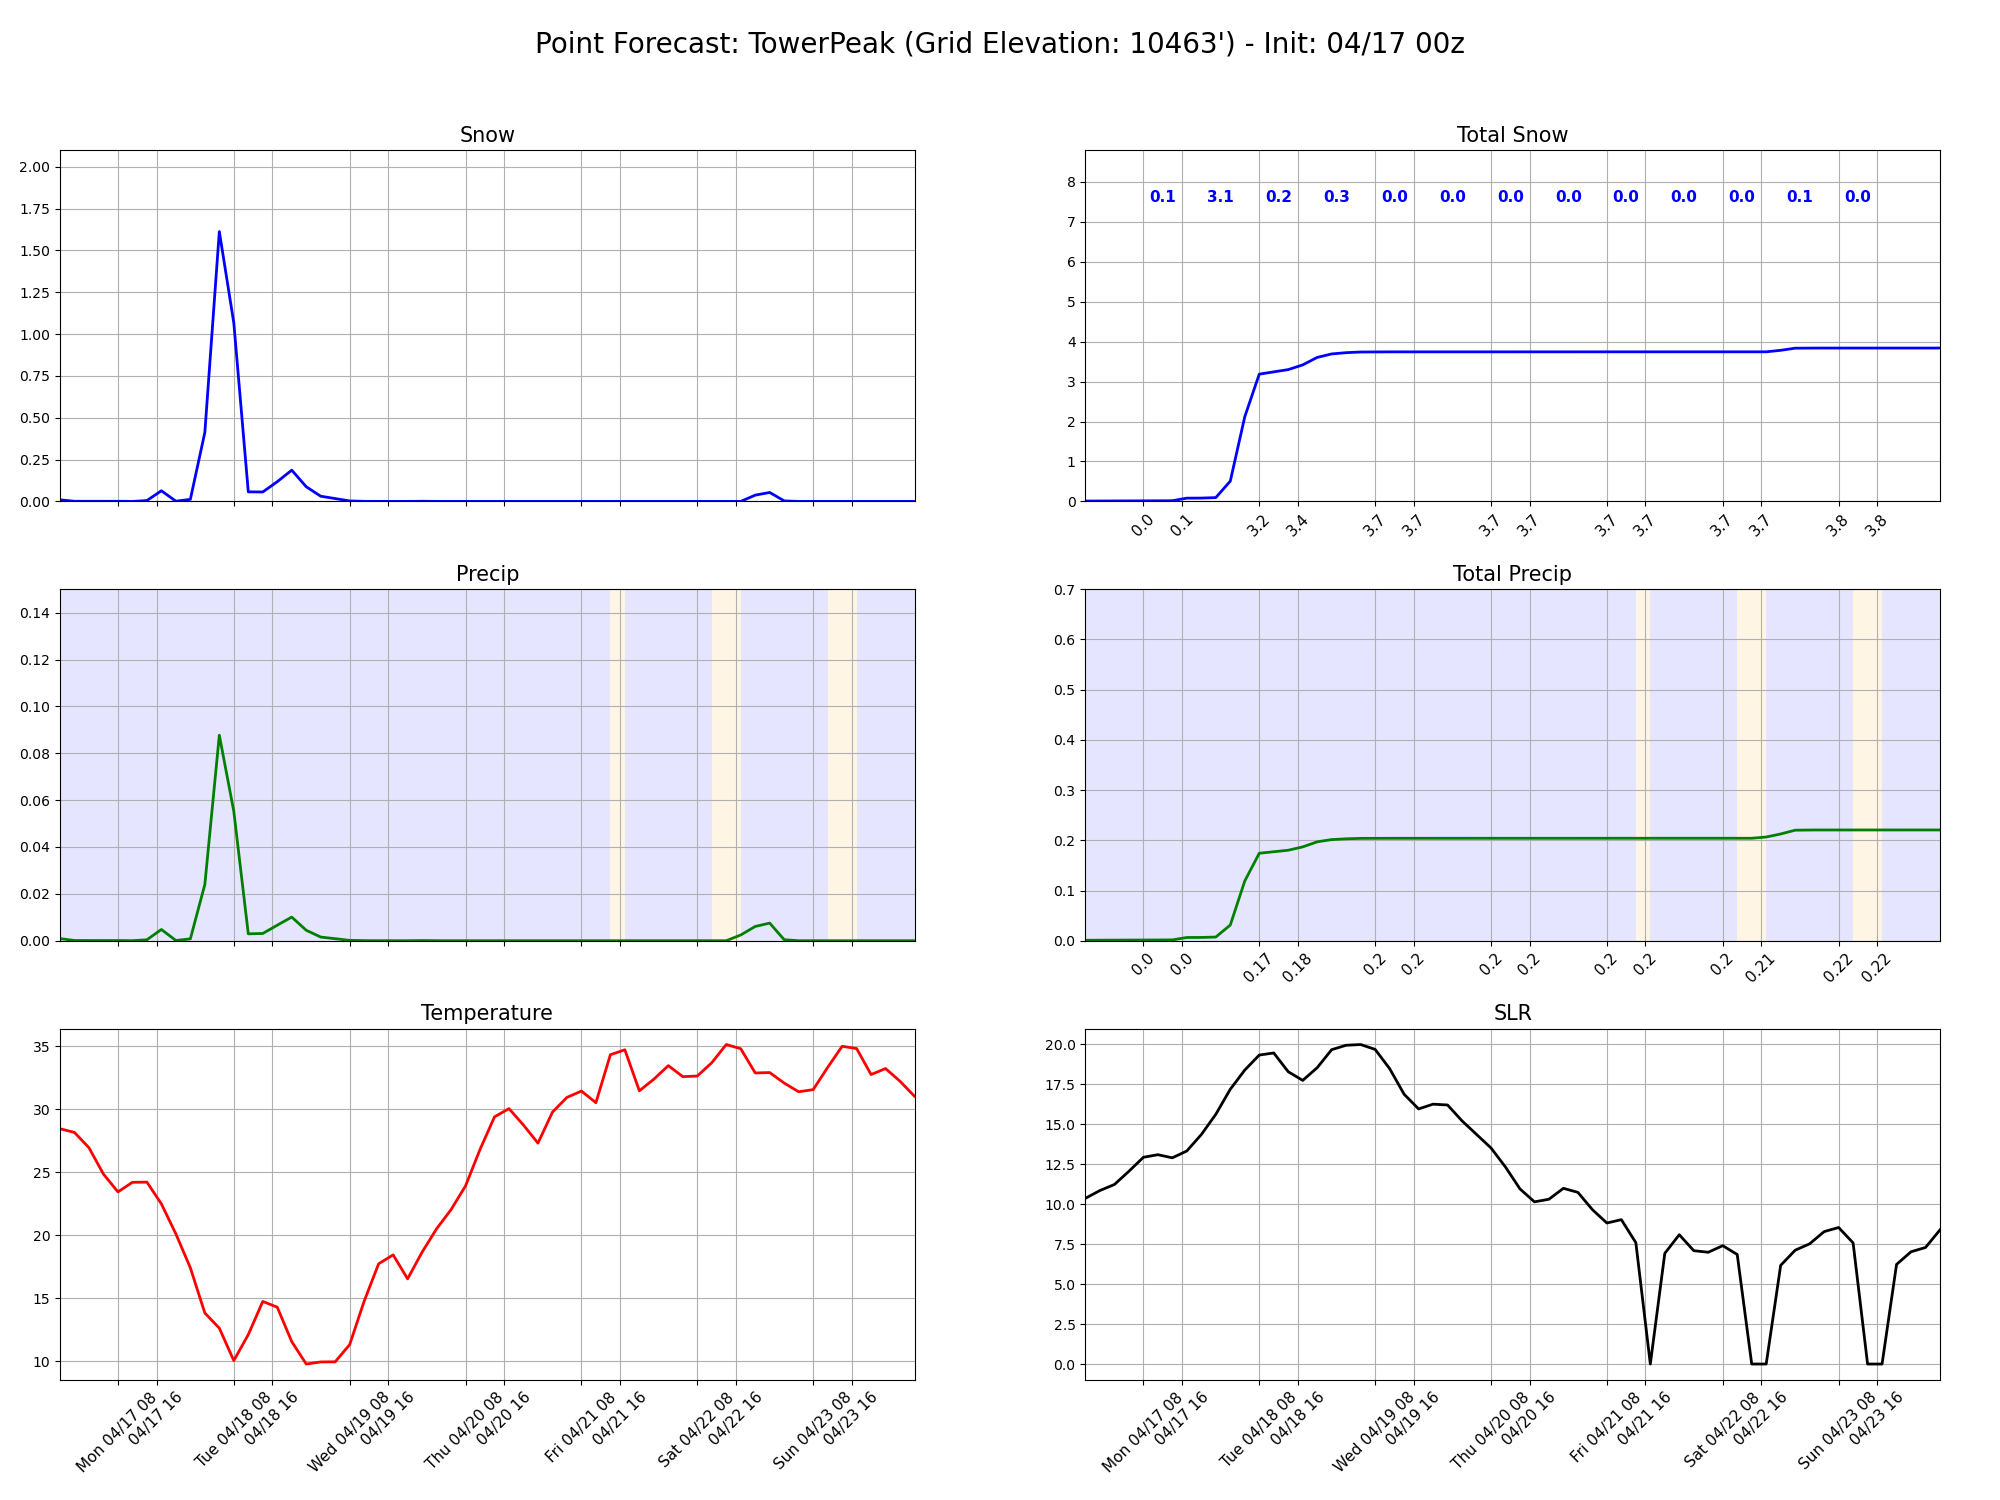 Point Forecast: TowerPeak (Grid Elevation: 10463') - Init: 04/17 00z
Snow
2.00
1.75
1.50
1.25
1.00
0.75
0.50
0.25
0.00
Total Snow
0.1 3.1 0.2 0.3 0.0 0.0 0.0 0.0 0.0 0.0 0.0 0.1 0.0
8
7
6
5
4
3
2
1
0
0.0 0.1 3.2 3.4 3.7 3.7 3.7 3.7 3.7 3.7 3.7 3.7 3.8 3.8
Precip
0.14
0.12
0.10
0.08
0.06
0.04
0.02
0.00
Total Precip
0.7
0.6
0.5
0.4
0.3
0.2
0.1
0.0
0.0 0.0 0.17 0.18 0.2 0.2 0.2 0.2 0.2 0.2 0.2 0.21 0.22 0.22
Temperature
35
30
25
20
15
10
Mon 04/17 08
04/17 16
Tue 04/18 08
04/18 16
Wed 04/19 08
04/19 16
Thu 04/20 08
04/20 16
Fri 04/21 08
04/21 16
Sat 04/22 08
04/22 16
Sun 04/23 08
04/23 16
SLR
20.0
17.5
15.0
12.5
10.0
7.5
5.0
2.5
0.0
Mon 04/17 08
04/17 16
Tue 04/18 08
04/18 16
Wed 04/19 08
04/19 16
Thu 04/20 08
04/20 16
Fri 04/21 08
04/21 16
Sat 04/22 08
04/22 16
Sun 04/23 08
04/23 16